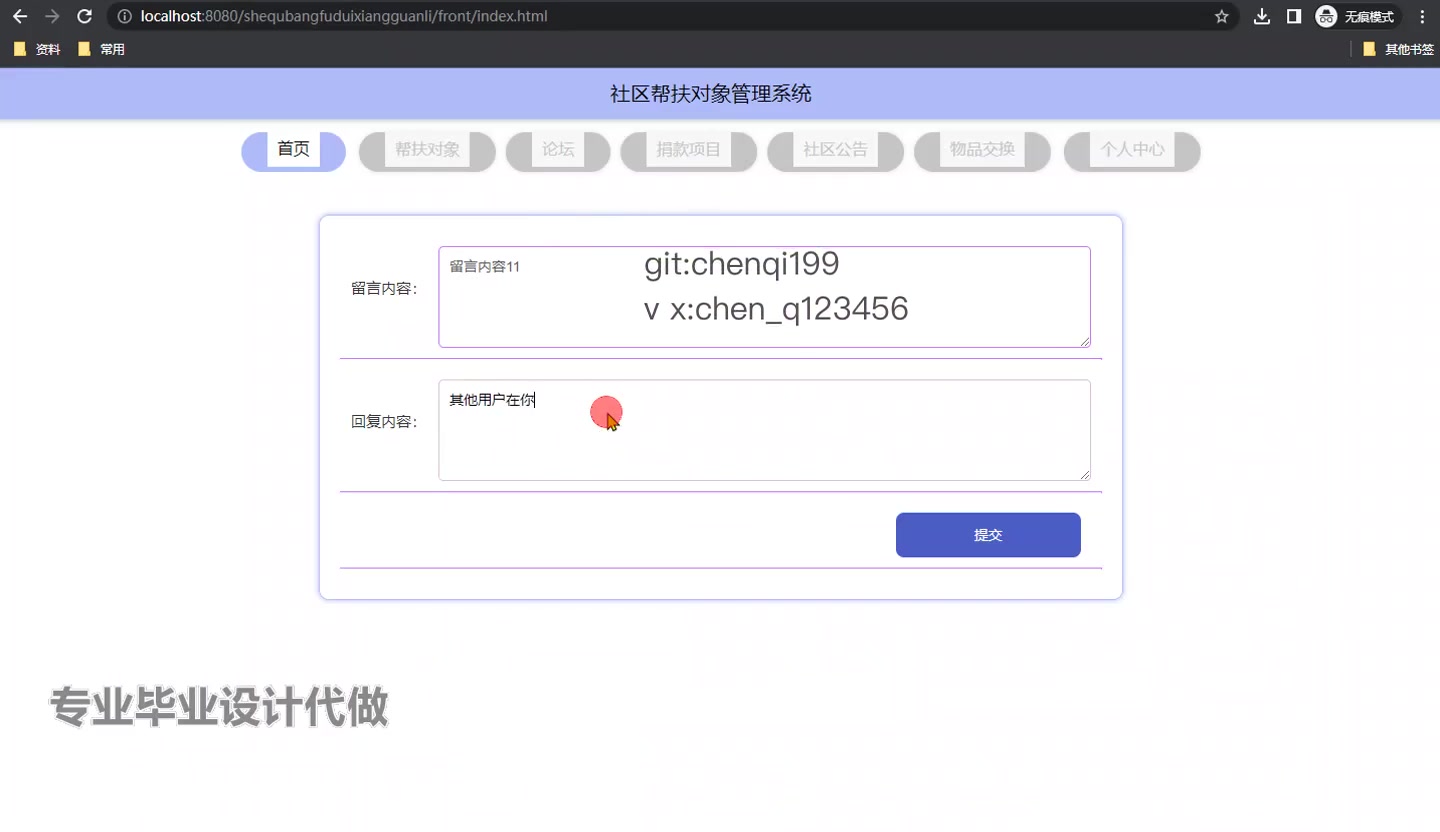 localhost:8080/shequbangfuduixiangguanli/front/index.html
无痕模式
资料 常用 其他书签
社区帮扶对象管理系统
首页 帮扶对象 论坛 捐款项目 社区公告 物品交换 个人中心
留言内容:
留言内容11
git:chenqi199
v x:chen_q123456
回复内容:
其他用户在你
提交
专业毕业设计代做